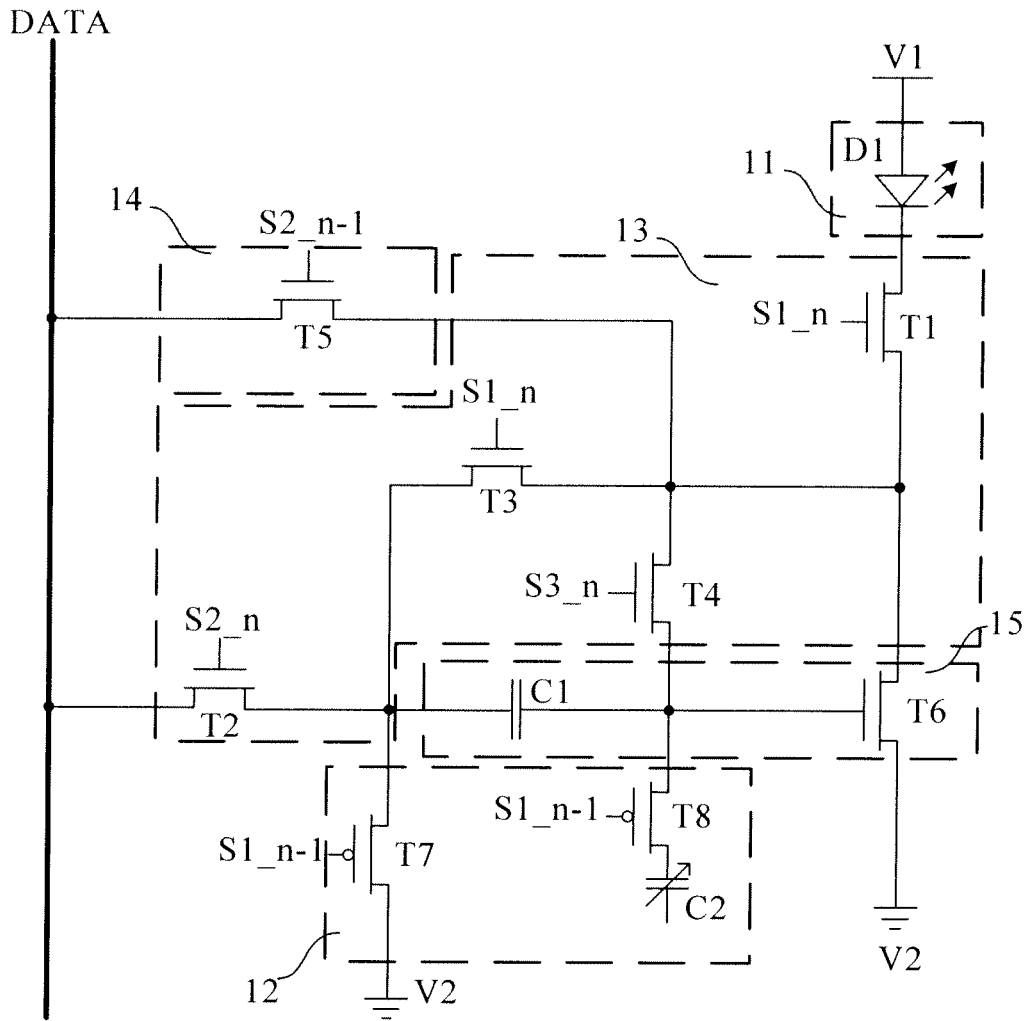 DATA
V1
D1
11
14
S2_n-1
13
T5
S1_n
T1
S1_n
T3
S3_n
T4
15
S2_n
C1
T2
T6
S1_n-1
T8
S1_n-1
T7
C2
12
V2
V2